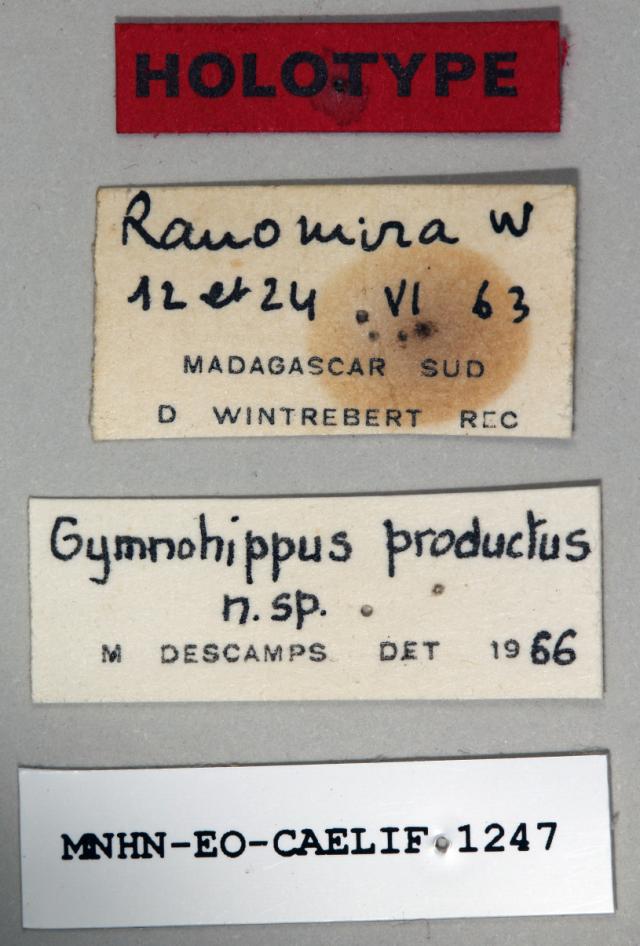 HOLOTYPE
Ranomira W
12 et 24 VI 63
MADAGASCAR SUD
D WINTREBERT REC
Gymnohippus productus
n.sp.
M DESCAMPS DET 1966
MNHN-EO-CAELIF 1247